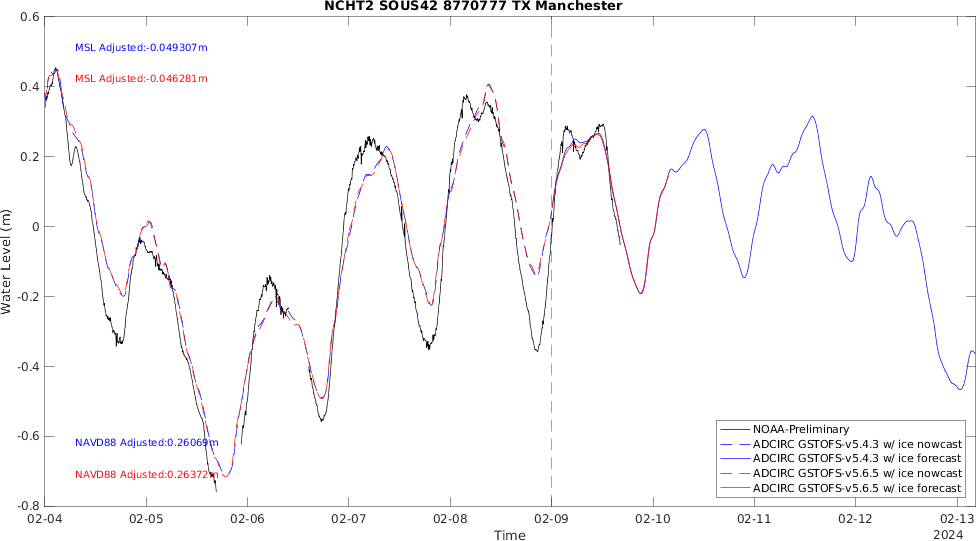 NCHT2 SOUS42 8770777 TX Manchester
0.6
MSL Adjusted:-0.049307m
MSL Adjusted:-0.046281m
0.4
0.2
0
-0.2
-0.4
-0.6
-0.8
Water Level (m)
NAVD88 Adjusted:0.26069m
NAVD88 Adjusted:0.26372m
NOAA-Preliminary
ADCIRC GSTOFS-v5.4.3 w/ ice nowcast
ADCIRC GSTOFS-v5.4.3 w/ ice forecast
ADCIRC GSTOFS-v5.6.5 w/ ice nowcast
ADCIRC GSTOFS-v5.6.5 w/ ice forecast
02-04 02-05 02-06 02-07 02-08 02-09 02-10 02-11 02-12 02-13
Time
2024